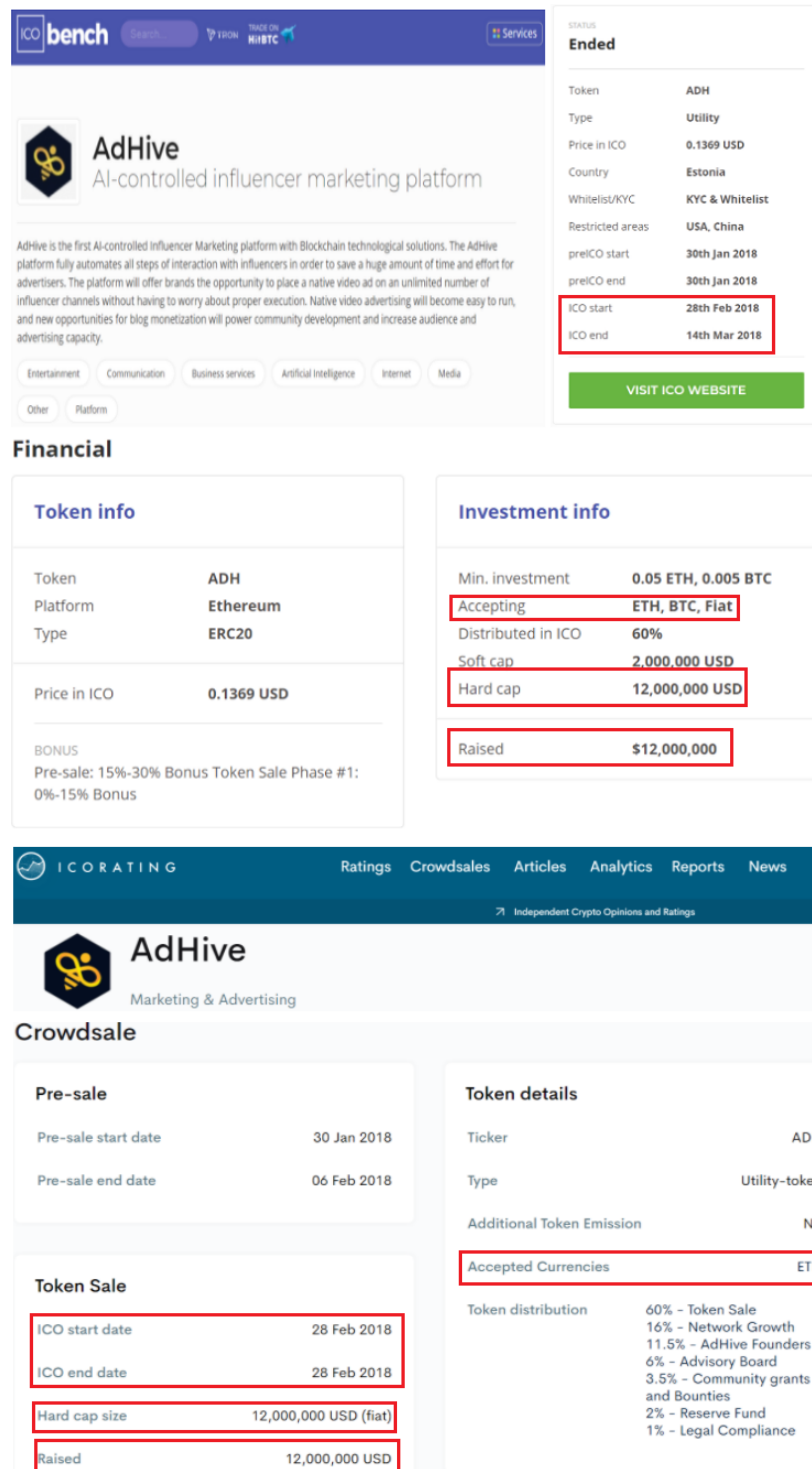 ICO bench Search... TRON TRADE ON HitBTC Services
AdHive
AI-controlled influencer marketing platform
AdHive is the first AI-controlled Influencer Marketing platform with Blockchain technological solutions. The AdHive
platform fully automates all steps of interaction with influencers in order to save a huge amount of time and effort for
advertisers. The platform will offer brands the opportunity to place a native video ad on an unlimited number of
influencer channels without having to worry about proper execution. Native video advertising will become easy to run,
and new opportunities for blog monetization will power community development and increase audience and
advertising capacity.
Entertainment Communication Business services Artificial Intelligence Internet Media
Other Platform
STATUS
Ended
Token ADH
Type Utility
Price in ICO 0.1369 USD
Country Estonia
Whitelist/KYC KYC & Whitelist
Restricted areas USA, China
preICO start 30th Jan 2018
preICO end 30th Jan 2018
ICO start 28th Feb 2018
ICO end 14th Mar 2018
VISIT ICO WEBSITE
Financial
Token info
Token ADH
Platform Ethereum
Type ERC20
Price in ICO 0.1369 USD
BONUS
Pre-sale: 15%-30% Bonus Token Sale Phase #1:
0%-15% Bonus
Investment info
Min. investment 0.05 ETH, 0.005 BTC
Accepting ETH, BTC, Fiat
Distributed in ICO 60%
Soft cap 2,000,000 USD
Hard cap 12,000,000 USD
Raised $12,000,000
ICORATING Ratings Crowdsales Articles Analytics Reports News
Independent Crypto Opinions and Ratings
AdHive
Marketing & Advertising
Crowdsale
Pre-sale
Pre-sale start date 30 Jan 2018
Pre-sale end date 06 Feb 2018
Token Sale
ICO start date 28 Feb 2018
ICO end date 28 Feb 2018
Hard cap size 12,000,000 USD (fiat)
Raised 12,000,000 USD
Token details
Ticker AD
Type Utility-toke
Additional Token Emission N
Accepted Currencies ET
Token distribution 60% - Token Sale
16% - Network Growth
11.5% - AdHive Founders
6% - Advisory Board
3.5% - Community grants
and Bounties
2% - Reserve Fund
1% - Legal Compliance